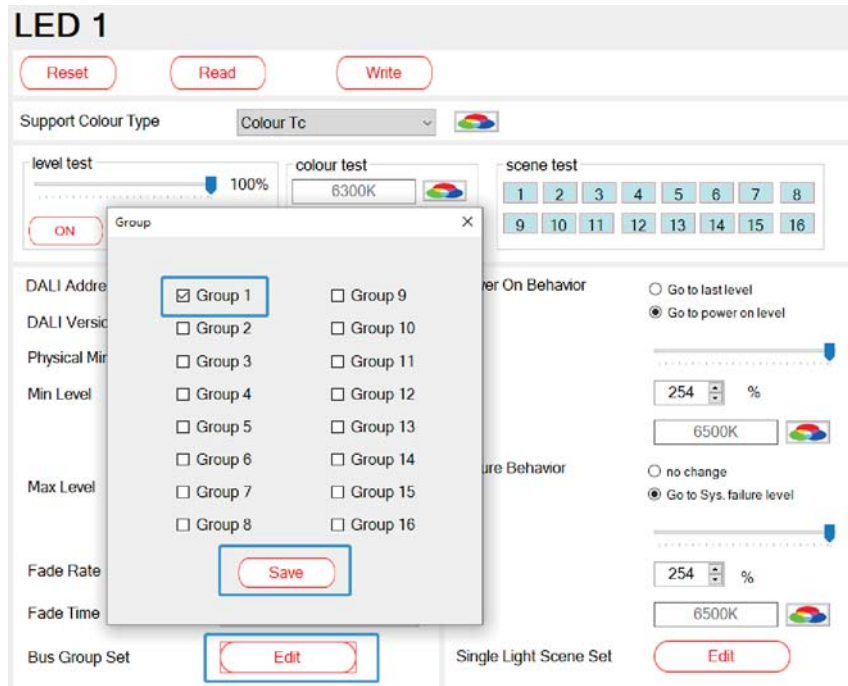 LED 1
Reset Read Write
Support Colour Type Colour Tc
level test colour test scene test
100% 6300K 1 2 3 4 5 6 7 8
ON 9 10 11 12 13 14 15 16
Group
DALI Addre
DALI Versic
Physical Mir
Min Level
Max Level
Fade Rate
Fade Time
Bus Group Set Edit
Group 1 Group 9
Group 2 Group 10
Group 3 Group 11
Group 4 Group 12
Group 5 Group 13
Group 6 Group 14
Group 7 Group 15
Group 8 Group 16
Save
er On Behavior Go to last level
Go to power on level
254 %
6500K
ure Behavior no change
Go to Sys. failure level
254 %
6500K
Single Light Scene Set Edit